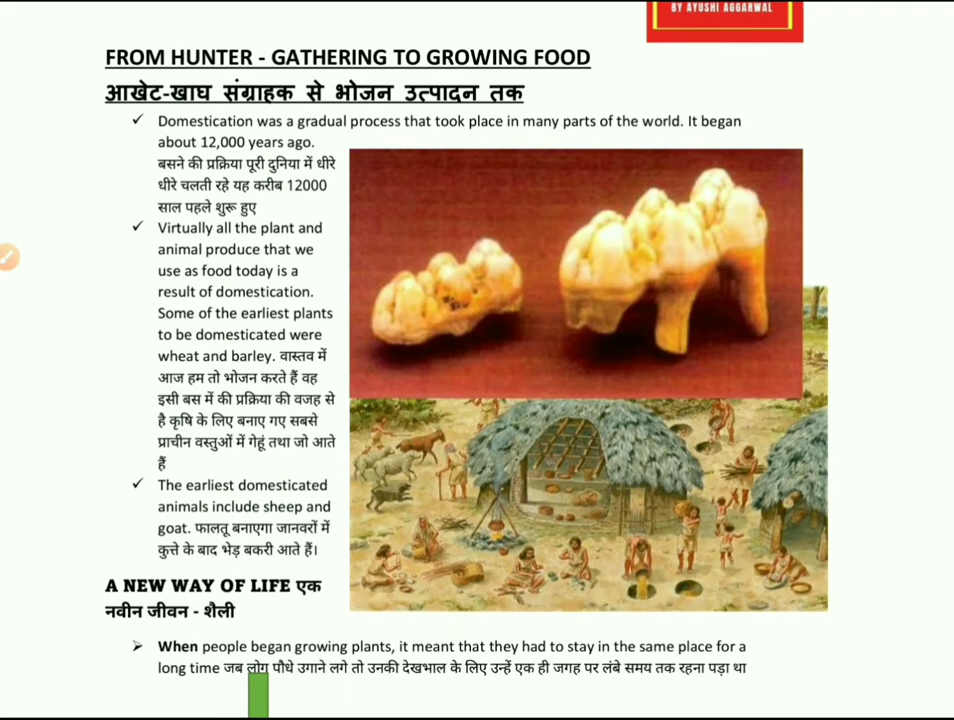 BY AYUSHI AGGARWAL
FROM HUNTER - GATHERING TO GROWING FOOD
आखेट-खाघ संग्राहक से भोजन उत्पादन तक
✓ Domestication was a gradual process that took place in many parts of the world. It began
about 12,000 years ago.
बसने की प्रक्रिया पूरी दुनिया में धीरे
धीरे चलती रहे यह करीब 12000
साल पहले शुरू हुए
✓ Virtually all the plant and
animal produce that we
use as food today is a
result of domestication.
Some of the earliest plants
to be domesticated were
wheat and barley. वास्तव में
आज हम तो भोजन करते हैं वह
इसी बस में की प्रक्रिया की वजह से
है कृषि के लिए बनाए गए सबसे
प्राचीन वस्तुओं में गेहूं तथा जो आते
हैं
✓ The earliest domesticated
animals include sheep and
goat. फालतू बनाएगा जानवरों में
कुत्ते के बाद भेड़ बकरी आते हैं।
A NEW WAY OF LIFE एक
नवीन जीवन - शैली
➢ When people began growing plants, it meant that they had to stay in the same place for a
long time जब लोग पौधे उगाने लगे तो उनकी देखभाल के लिए उन्हें एक ही जगह पर लंबे समय तक रहना पड़ा था